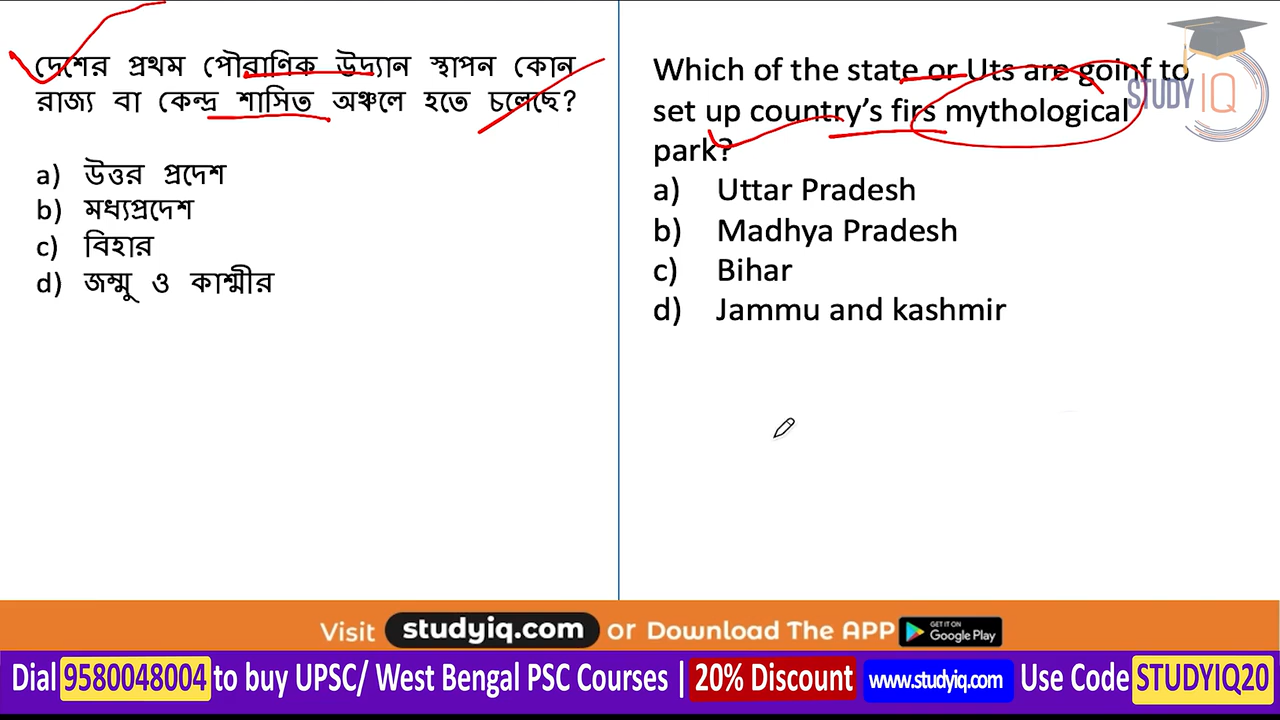 দেশের প্রথম পৌরাণিক উদ্যান স্থাপন কোন
রাজ্য বা কেন্দ্র শাসিত অঞ্চলে হতে চলেছে?
a) উত্তর প্রদেশ
b) মধ্যপ্রদেশ
c) বিহার
d) জম্মু ও কাশ্মীর
Which of the state or Uts are goinf to
set up country's firs mythological
park?
a) Uttar Pradesh
b) Madhya Pradesh
c) Bihar
d) Jammu and kashmir
STUDY IQ
Visit studyiq.com or Download The APP GET IT ON Google Play
Dial 9580048004 to buy UPSC/ West Bengal PSC Courses | 20% Discount www.studyiq.com Use Code STUDYIQ20